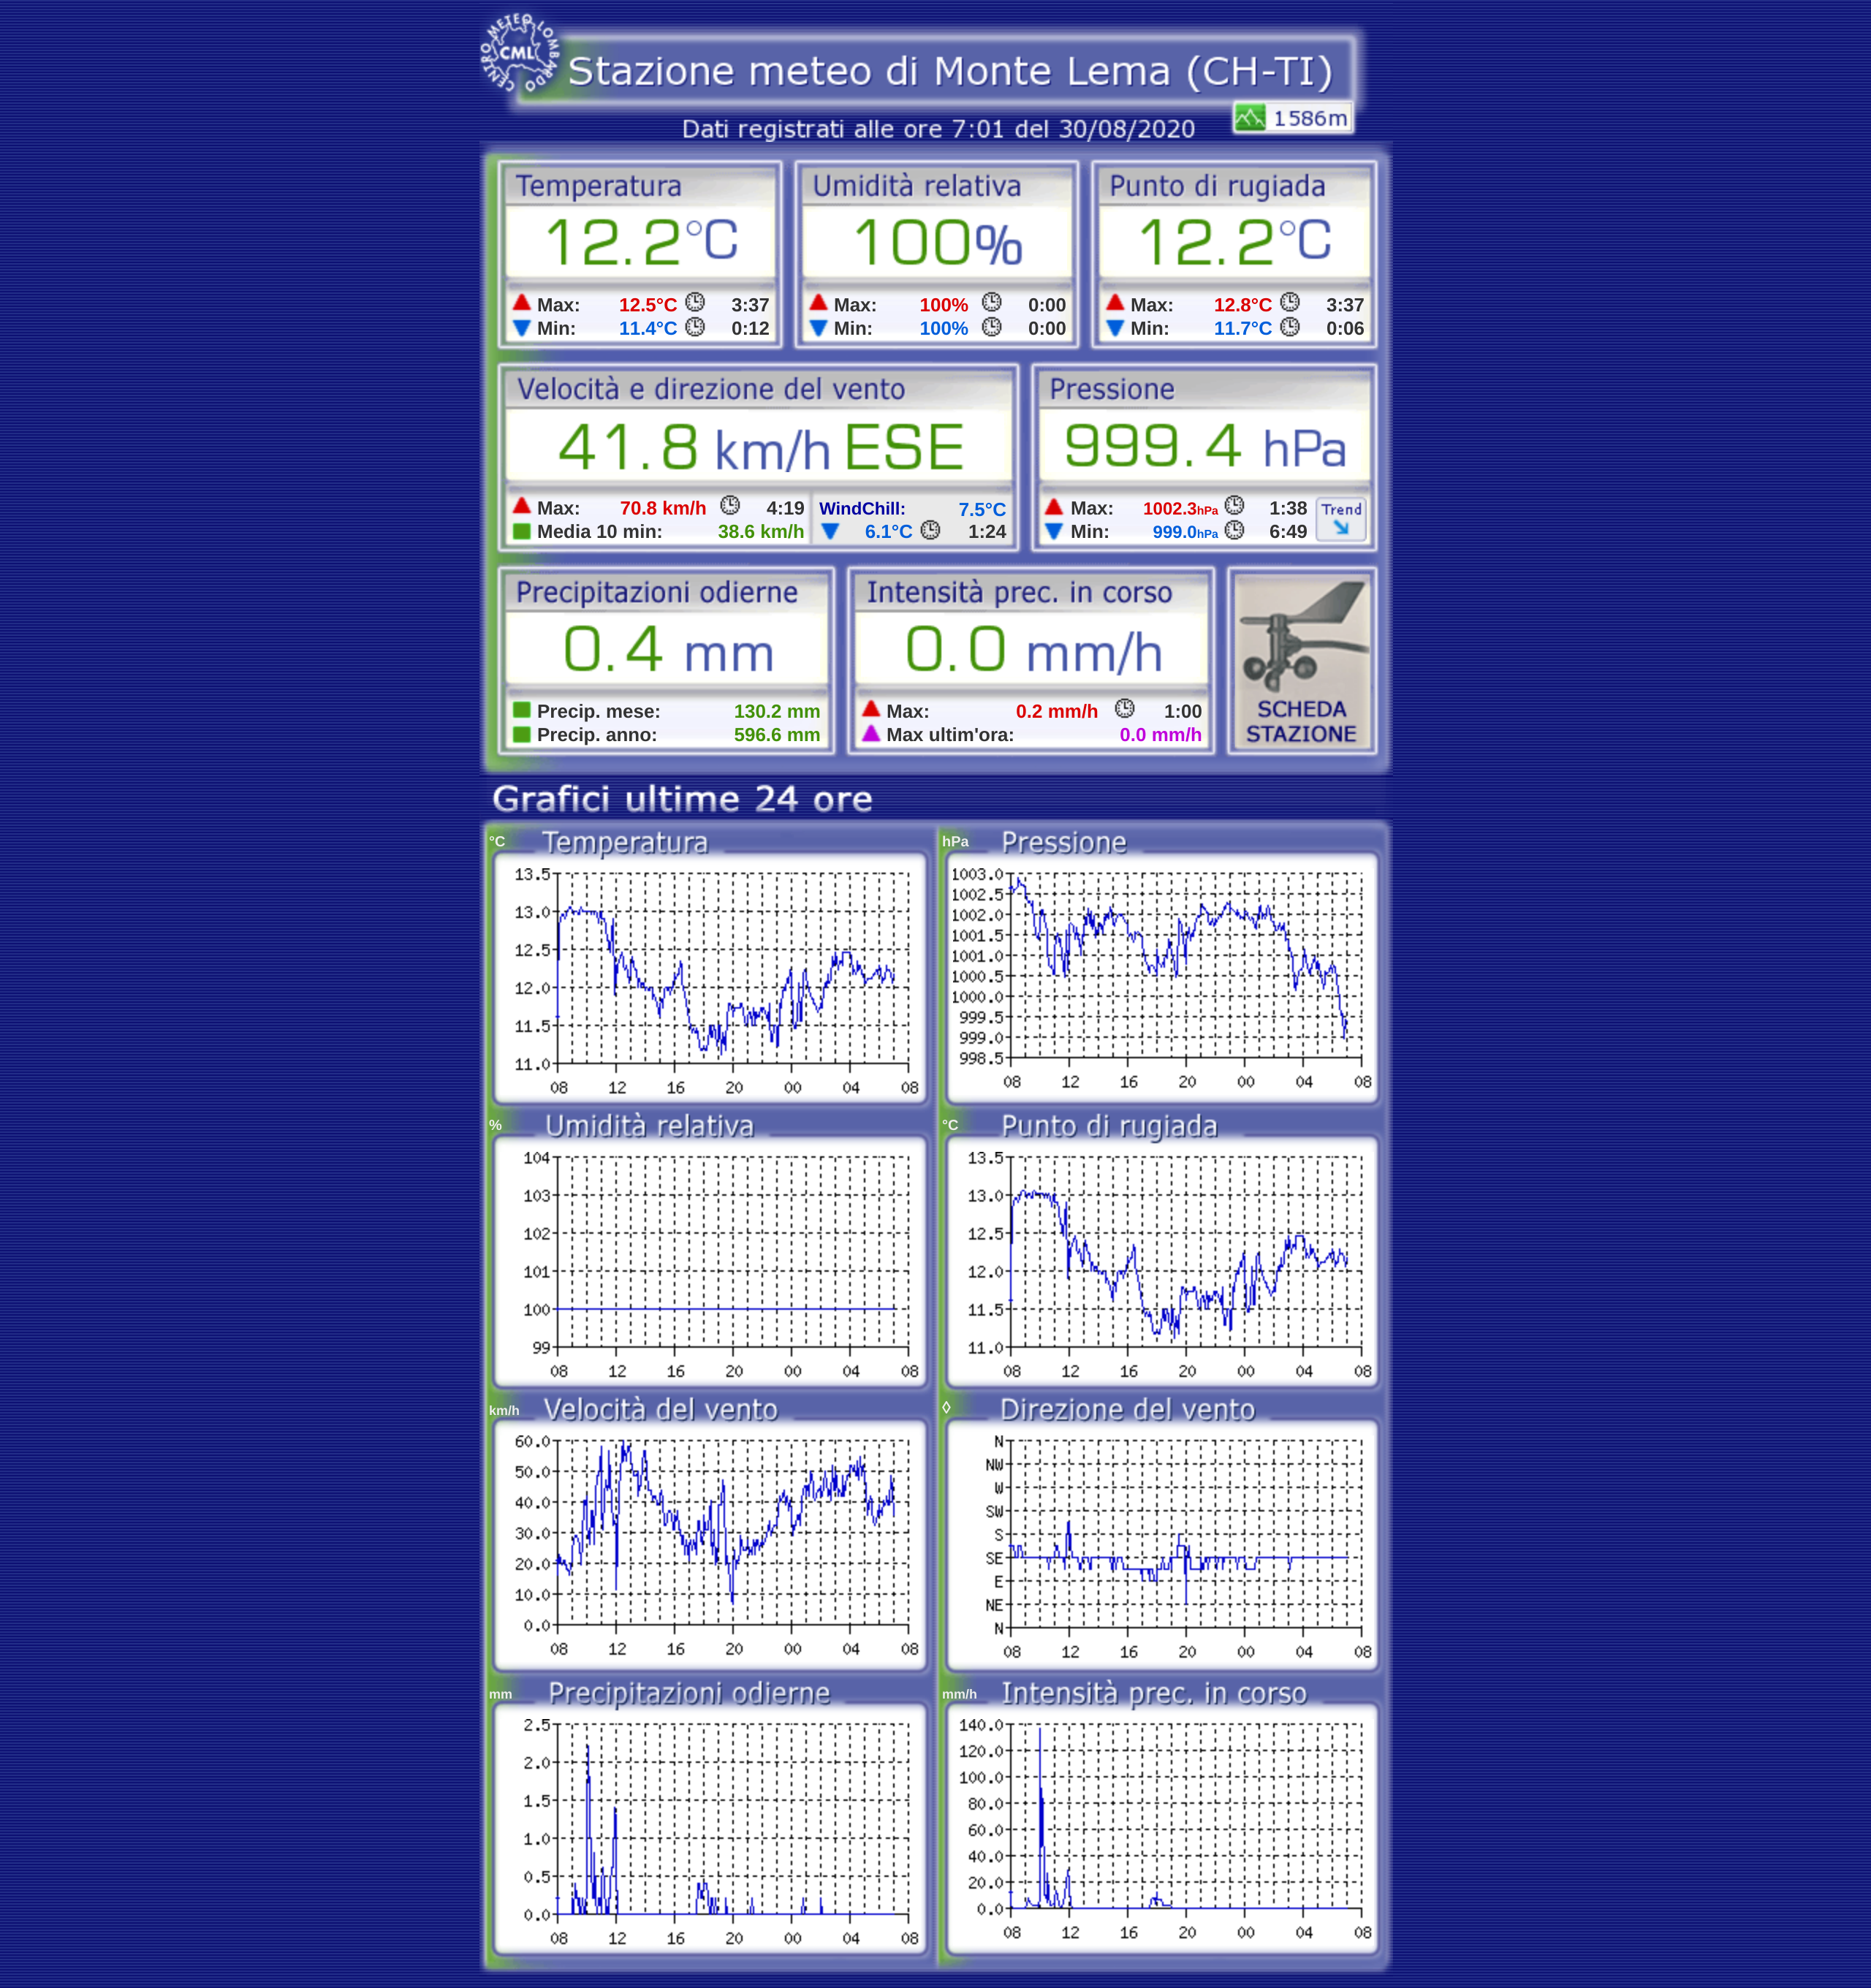 CENTRO METEO LOMBARDO
CML
Stazione meteo di Monte Lema (CH-TI)
1586m
Dati registrati alle ore 7:01 del 30/08/2020
Temperatura Umidità relativa Punto di rugiada
12.2°C 100% 12.2°C
Max: 12.5°C 3:37 Max: 100% 0:00 Max: 12.8°C 3:37
Min: 11.4°C 0:12 Min: 100% 0:00 Min: 11.7°C 0:06
Velocità e direzione del vento Pressione
41.8 km/h ESE 999.4 hPa
Max: 70.8 km/h 4:19 WindChill: 7.5°C Max: 1002.3hPa 1:38 Trend
Media 10 min: 38.6 km/h 6.1°C 1:24 Min: 999.0hPa 6:49
Precipitazioni odierne Intensità prec. in corso
0.4 mm 0.0 mm/h
Precip. mese: 130.2 mm Max: 0.2 mm/h 1:00 SCHEDA
Precip. anno: 596.6 mm Max ultim'ora: 0.0 mm/h STAZIONE
Grafici ultime 24 ore
°C Temperatura
13.5
13.0
12.5
12.0
11.5
11.0
08 12 16 20 00 04 08
hPa Pressione
1003.0
1002.5
1002.0
1001.5
1001.0
1000.5
1000.0
999.5
999.0
998.5
08 12 16 20 00 04 08
% Umidità relativa
104
103
102
101
100
99
08 12 16 20 00 04 08
°C Punto di rugiada
13.5
13.0
12.5
12.0
11.5
11.0
08 12 16 20 00 04 08
km/h Velocità del vento
60.0
50.0
40.0
30.0
20.0
10.0
0.0
08 12 16 20 00 04 08
◊ Direzione del vento
N
NW
W
SW
S
SE
E
NE
N
08 12 16 20 00 04 08
mm Precipitazioni odierne
2.5
2.0
1.5
1.0
0.5
0.0
08 12 16 20 00 04 08
mm/h Intensità prec. in corso
140.0
120.0
100.0
80.0
60.0
40.0
20.0
0.0
08 12 16 20 00 04 08